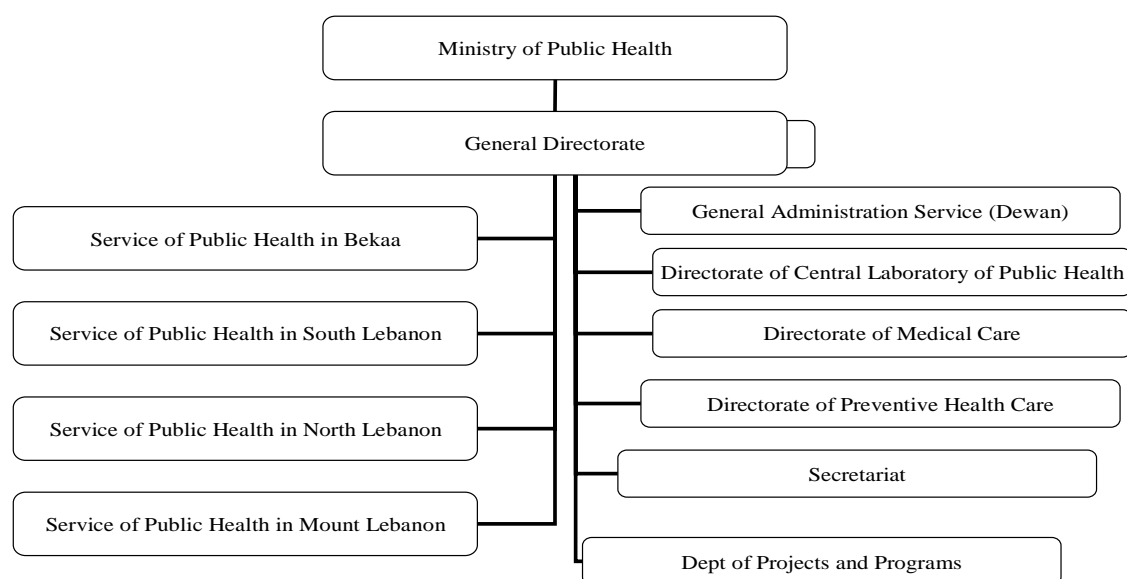 Ministry of Public Health
General Directorate
General Administration Service (Dewan)
Service of Public Health in Bekaa
Directorate of Central Laboratory of Public Health
Service of Public Health in South Lebanon
Directorate of Medical Care
Directorate of Preventive Health Care
Service of Public Health in North Lebanon
Secretariat
Service of Public Health in Mount Lebanon
Dept of Projects and Programs